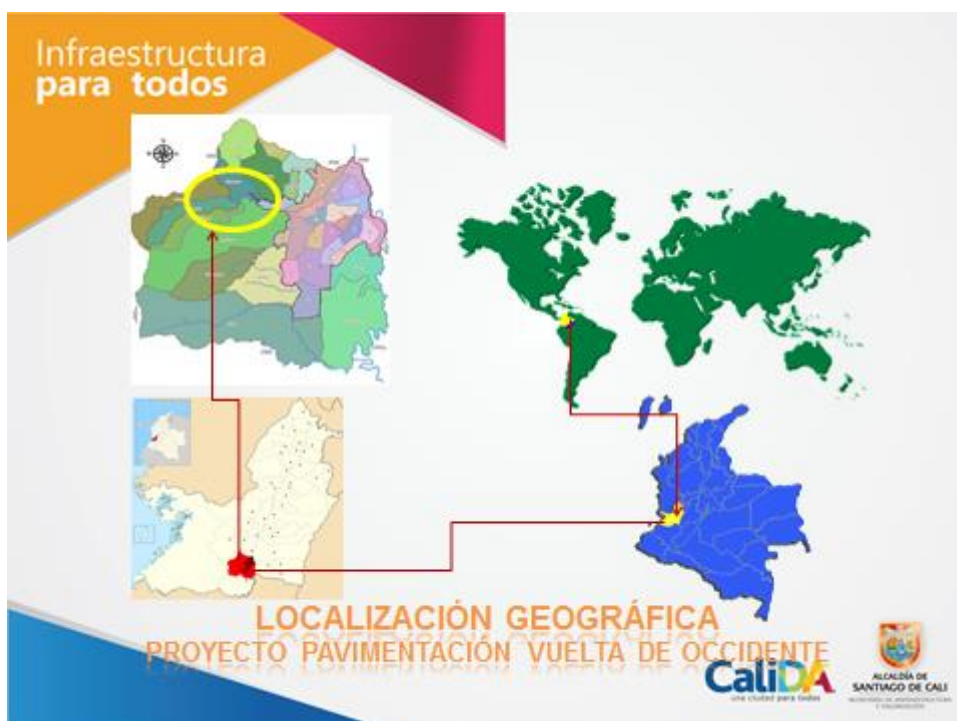 Infraestructura
para todos
LOCALIZACIÓN GEOGRÁFICA
PROYECTO PAVIMENTACIÓN VUELTA DE OCCIDENTE
CaliDA
una ciudad para todos
ALCALDÍA DE
SANTIAGO DE CALI